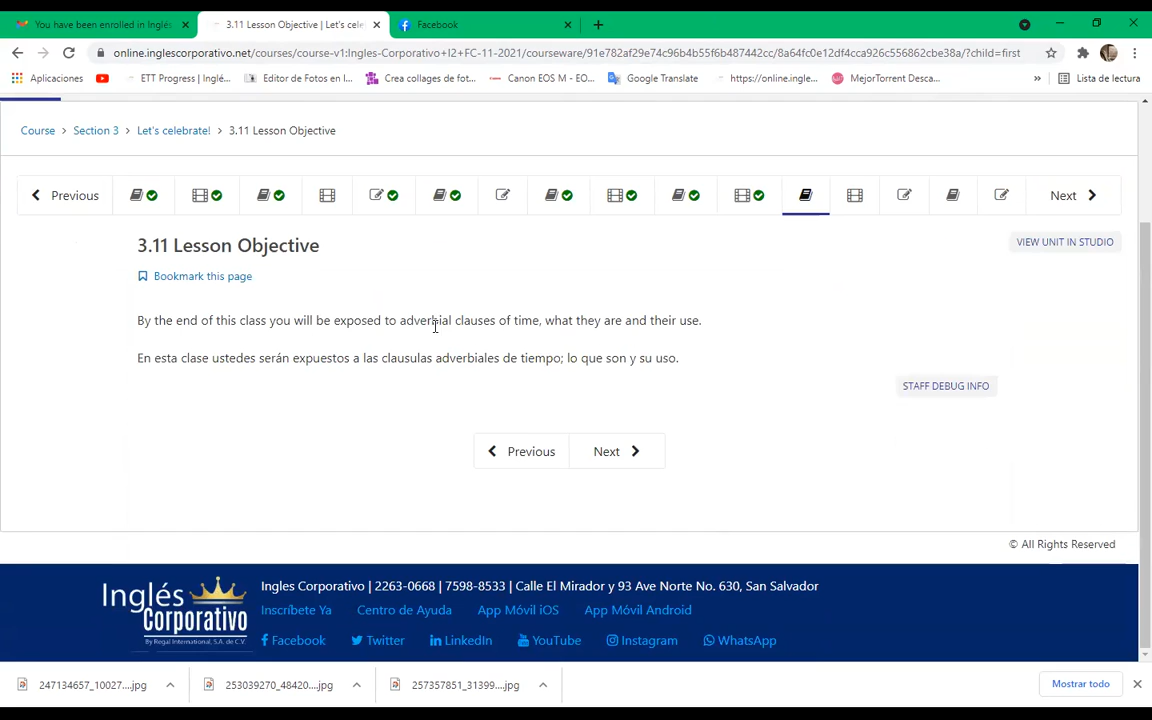 You have been enrolled in Inglés
3.11 Lesson Objective | Let's cele
Facebook
online.inglescorporativo.net/courses/course-v1:Ingles-Corporativo+I2+FC-11-2021/courseware/91e782af29e74c96b4b55f6b487442cc/8a64fc0e12df4cca926c556862cbe38a/?child=first
Aplicaciones
ETT Progress | Inglé...
Editor de Fotos en l...
Crea collages de fot...
Canon EOS M - EO...
Google Translate
https://online.ingle...
MejorTorrent Desca...
»
Lista de lectura
Course > Section 3 > Let's celebrate! > 3.11 Lesson Objective
Previous
Next
3.11 Lesson Objective
VIEW UNIT IN STUDIO
Bookmark this page
By the end of this class you will be exposed to adverbial clauses of time, what they are and their use.
En esta clase ustedes serán expuestos a las clausulas adverbiales de tiempo; lo que son y su uso.
STAFF DEBUG INFO
Previous
Next
© All Rights Reserved
Inglés Corporativo
By Regal International, S.A. de C.V.
Ingles Corporativo | 2263-0668 | 7598-8533 | Calle El Mirador y 93 Ave Norte No. 630, San Salvador
Inscríbete Ya Centro de Ayuda App Móvil iOS App Móvil Android
Facebook Twitter LinkedIn YouTube Instagram WhatsApp
247134657_10027....jpg
253039270_48420....jpg
257357851_31399....jpg
Mostrar todo